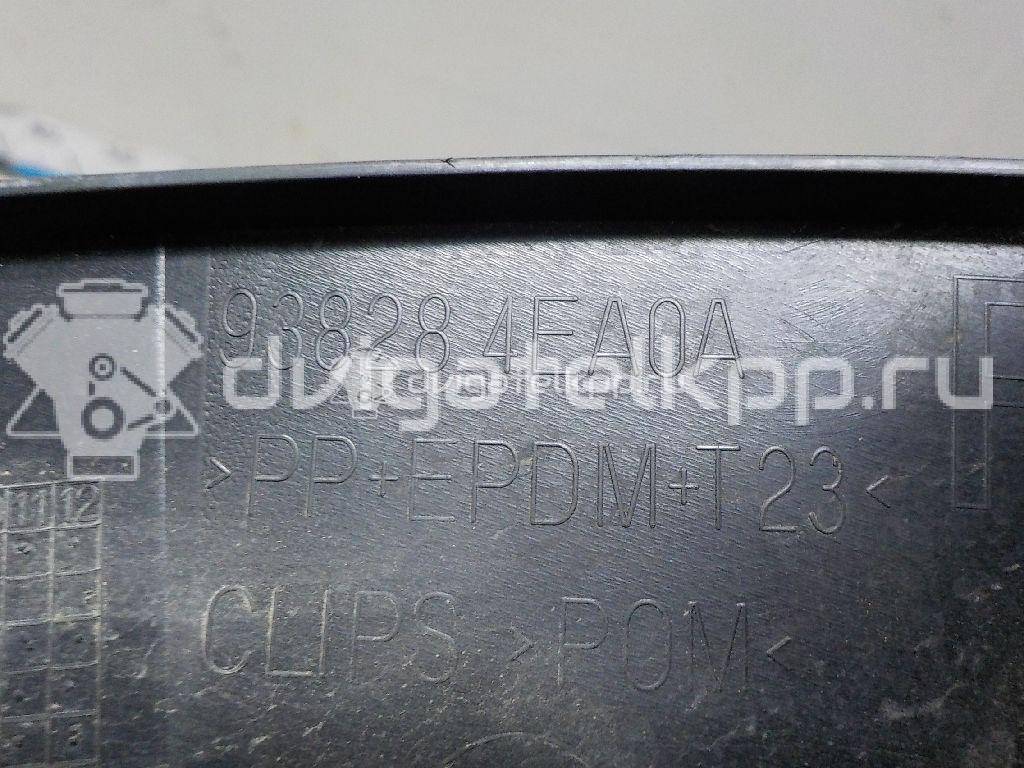 93828 4EA0A
dvigatelkpp.ru
>PP+EPDM+T23<
11 12
CLIPS >POM<